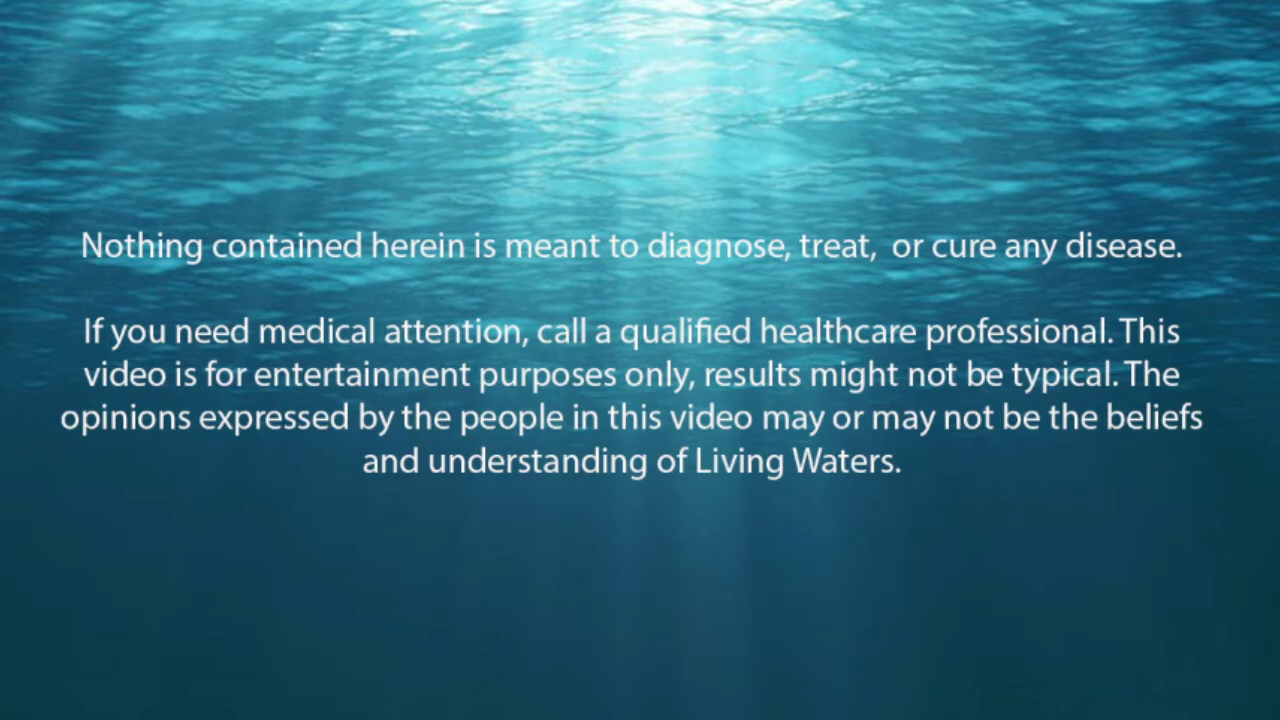 Nothing contained herein is meant to diagnose, treat,  or cure any disease.
If you need medical attention, call a qualified healthcare professional. This
video is for entertainment purposes only, results might not be typical. The
opinions expressed by the people in this video may or may not be the beliefs
and understanding of Living Waters.